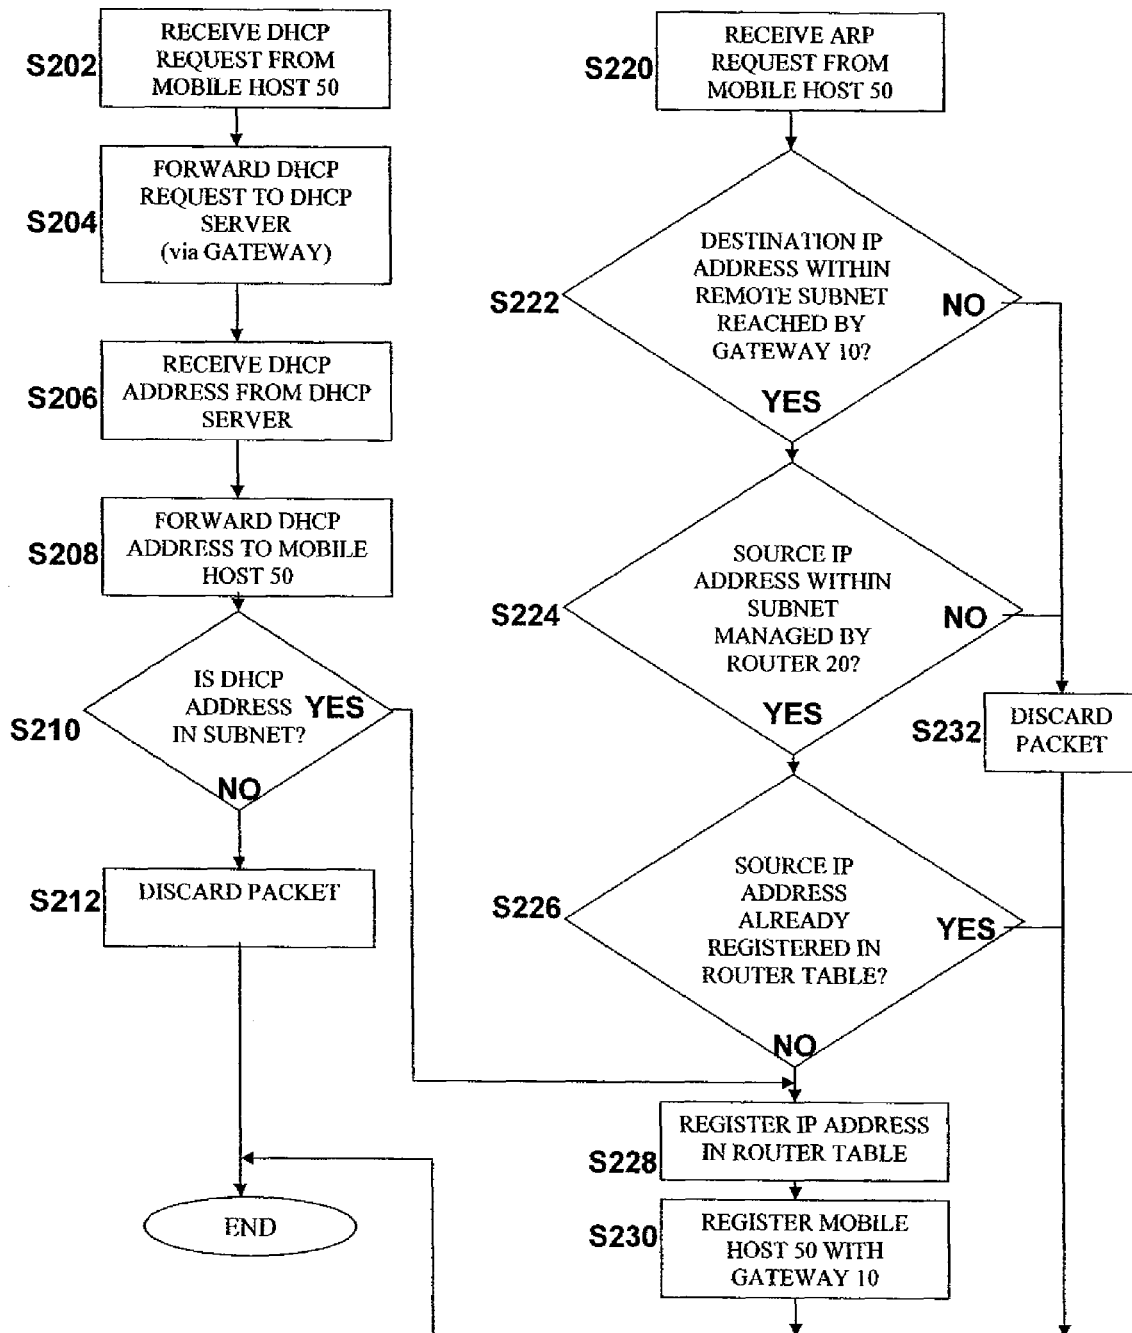 S202
RECEIVE DHCP
REQUEST FROM
MOBILE HOST 50
S204
FORWARD DHCP
REQUEST TO DHCP
SERVER
(via GATEWAY)
S206
RECEIVE DHCP
ADDRESS FROM DHCP
SERVER
S208
FORWARD DHCP
ADDRESS TO MOBILE
HOST 50
S210
IS DHCP
ADDRESS
IN SUBNET?
YES
NO
S212
DISCARD PACKET
END
S220
RECEIVE ARP
REQUEST FROM
MOBILE HOST 50
S222
DESTINATION IP
ADDRESS WITHIN
REMOTE SUBNET
REACHED BY
GATEWAY 10?
NO
YES
S224
SOURCE IP
ADDRESS WITHIN
SUBNET
MANAGED BY
ROUTER 20?
NO
YES
S232
DISCARD
PACKET
S226
SOURCE IP
ADDRESS
ALREADY
REGISTERED IN
ROUTER TABLE?
YES
NO
S228
REGISTER IP ADDRESS
IN ROUTER TABLE
S230
REGISTER MOBILE
HOST 50 WITH
GATEWAY 10